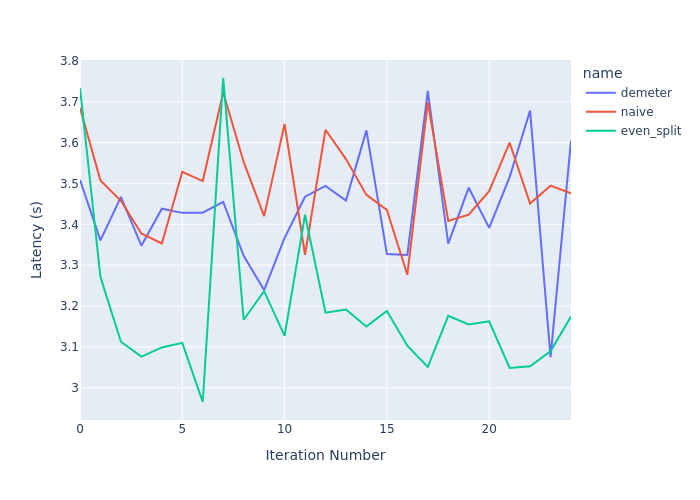 3.8
3.7
3.6
3.5
3.4
3.3
3.2
3.1
3
0
5
10
15
20
Latency (s)
Iteration Number
name
demeter
naive
even_split